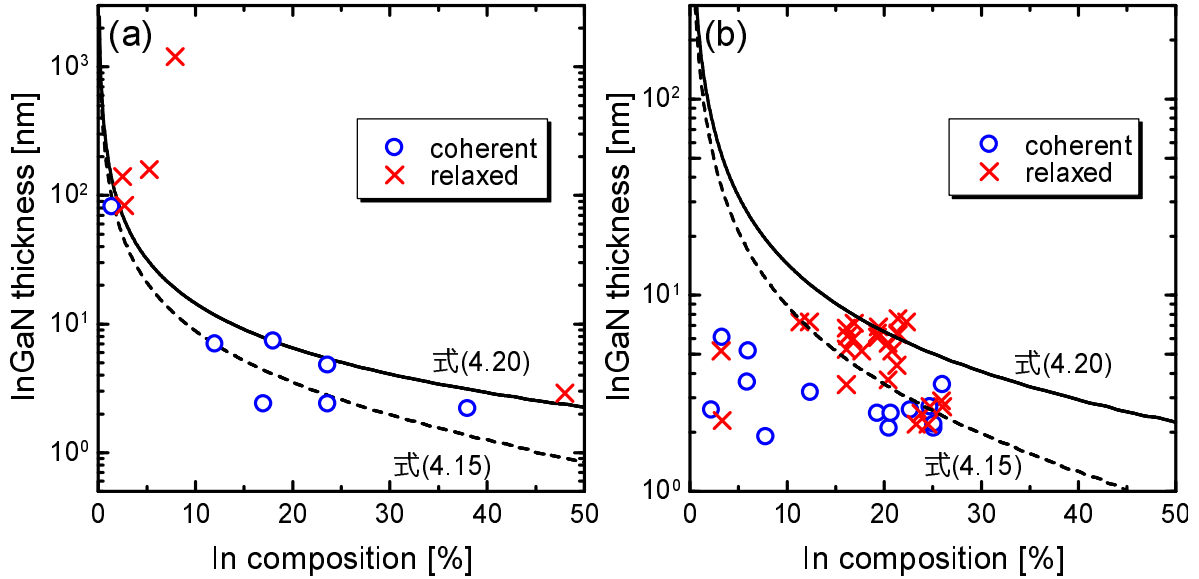 (a)
InGaN thickness [nm]
10³
10²
10¹
10⁰
coherent
relaxed
式(4.20)
式(4.15)
0 10 20 30 40 50
In composition [%]
(b)
InGaN thickness [nm]
10²
10¹
10⁰
coherent
relaxed
式(4.20)
式(4.15)
0 10 20 30 40 50
In composition [%]